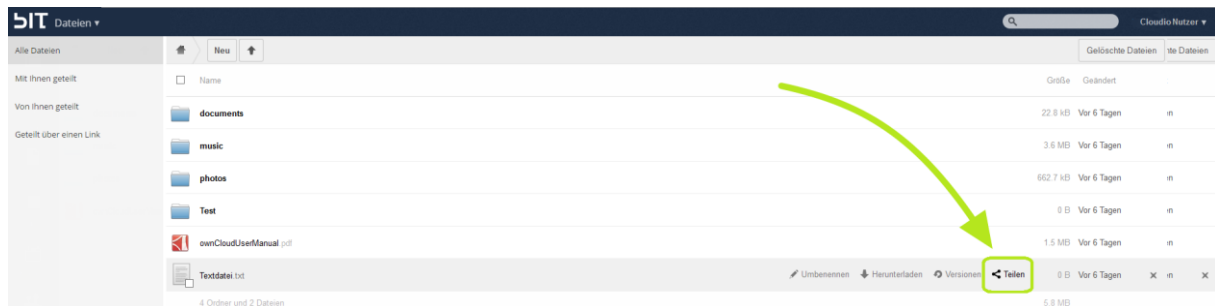 bIT Dateien ▾ Cloudio Nutzer ▾
Alle Dateien Neu Gelöschte Dateien te Dateien
Mit Ihnen geteilt Name Größe Geändert
Von Ihnen geteilt documents 22.8 kB Vor 6 Tagen n
Geteilt über einen Link music 3.6 MB Vor 6 Tagen n
photos 662.7 kB Vor 6 Tagen n
Test 0 B Vor 6 Tagen n
ownCloudUserManual.pdf 1.5 MB Vor 6 Tagen n
Textdatei.txt Umbenennen Herunterladen Versionen Teilen 0 B Vor 6 Tagen × n ×
4 Ordner und 2 Dateien 5.8 MB